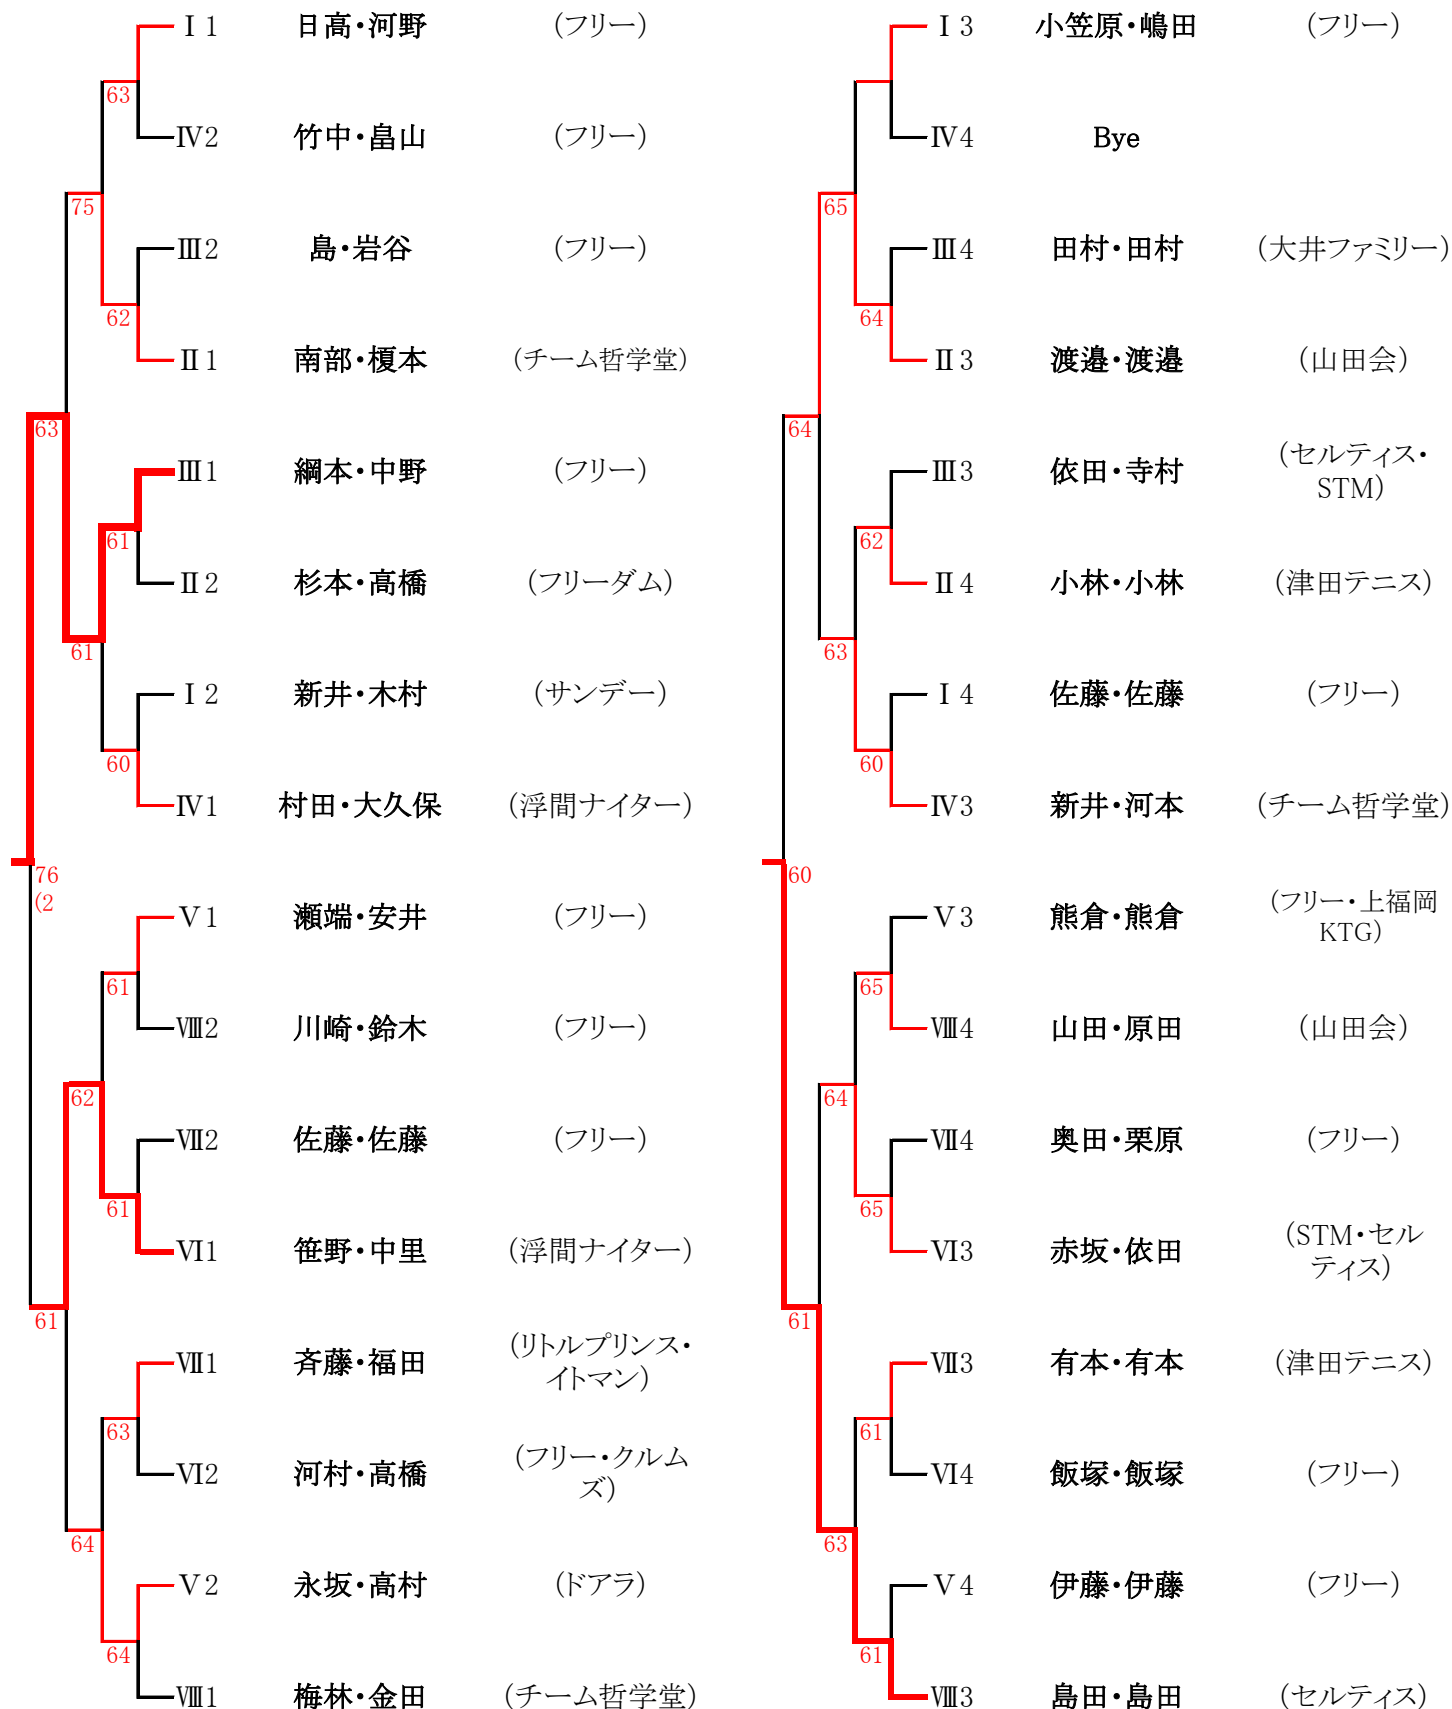 Ⅰ1 日高・河野 (フリー)
63
Ⅳ2 竹中・畠山 (フリー)
75
Ⅲ2 島・岩谷 (フリー)
62
Ⅱ1 南部・榎本 (チーム哲学堂)
63
Ⅲ1 綱本・中野 (フリー)
61
Ⅱ2 杉本・高橋 (フリーダム)
61
Ⅰ2 新井・木村 (サンデー)
60
Ⅳ1 村田・大久保 (浮間ナイター)
76
(2
Ⅴ1 瀬端・安井 (フリー)
61
Ⅷ2 川崎・鈴木 (フリー)
62
Ⅶ2 佐藤・佐藤 (フリー)
61
Ⅵ1 笹野・中里 (浮間ナイター)
61
Ⅶ1 斉藤・福田 (リトルプリンス・
イトマン)
63
Ⅵ2 河村・高橋 (フリー・クルム
ズ)
64
Ⅴ2 永坂・高村 (ドアラ)
64
Ⅷ1 梅林・金田 (チーム哲学堂)
Ⅰ3 小笠原・嶋田 (フリー)
Ⅳ4 Bye
65
Ⅲ4 田村・田村 (大井ファミリー)
64
Ⅱ3 渡邉・渡邉 (山田会)
64
Ⅲ3 依田・寺村 (セルティス・
STM)
62
Ⅱ4 小林・小林 (津田テニス)
63
Ⅰ4 佐藤・佐藤 (フリー)
60
Ⅳ3 新井・河本 (チーム哲学堂)
60
Ⅴ3 熊倉・熊倉 (フリー・上福岡
KTG)
65
Ⅷ4 山田・原田 (山田会)
64
Ⅶ4 奥田・栗原 (フリー)
65
Ⅵ3 赤坂・依田 (STM・セル
ティス)
61
Ⅶ3 有本・有本 (津田テニス)
61
Ⅵ4 飯塚・飯塚 (フリー)
63
Ⅴ4 伊藤・伊藤 (フリー)
61
Ⅷ3 島田・島田 (セルティス)